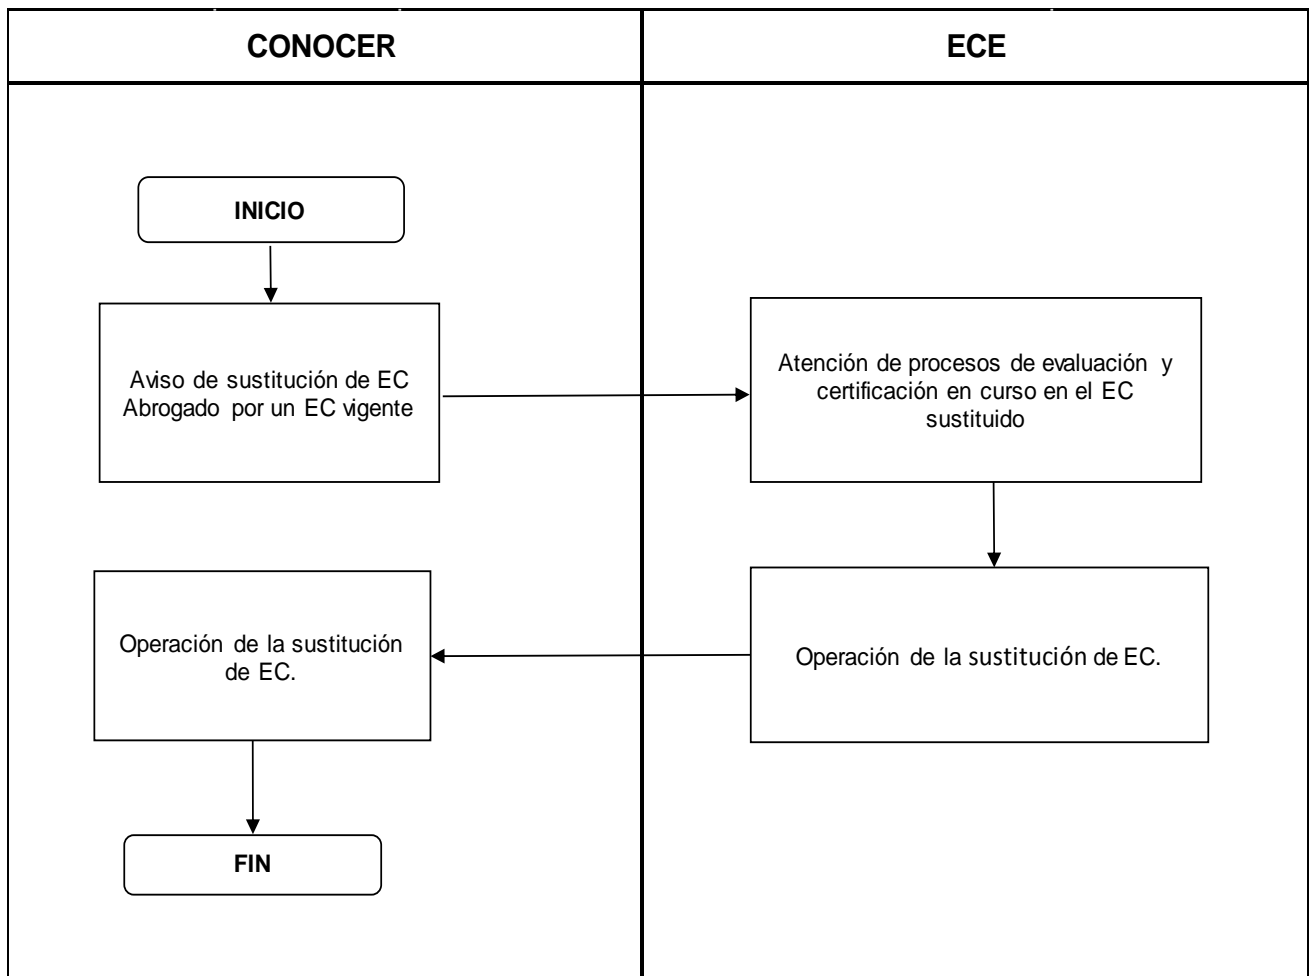 CONOCER
ECE
INICIO
Aviso de sustitución de EC
Abrogado por un EC vigente
Atención de procesos de evaluación y
certificación en curso en el EC
sustituido
Operación de la sustitución de EC.
Operación de la sustitución
de EC.
FIN